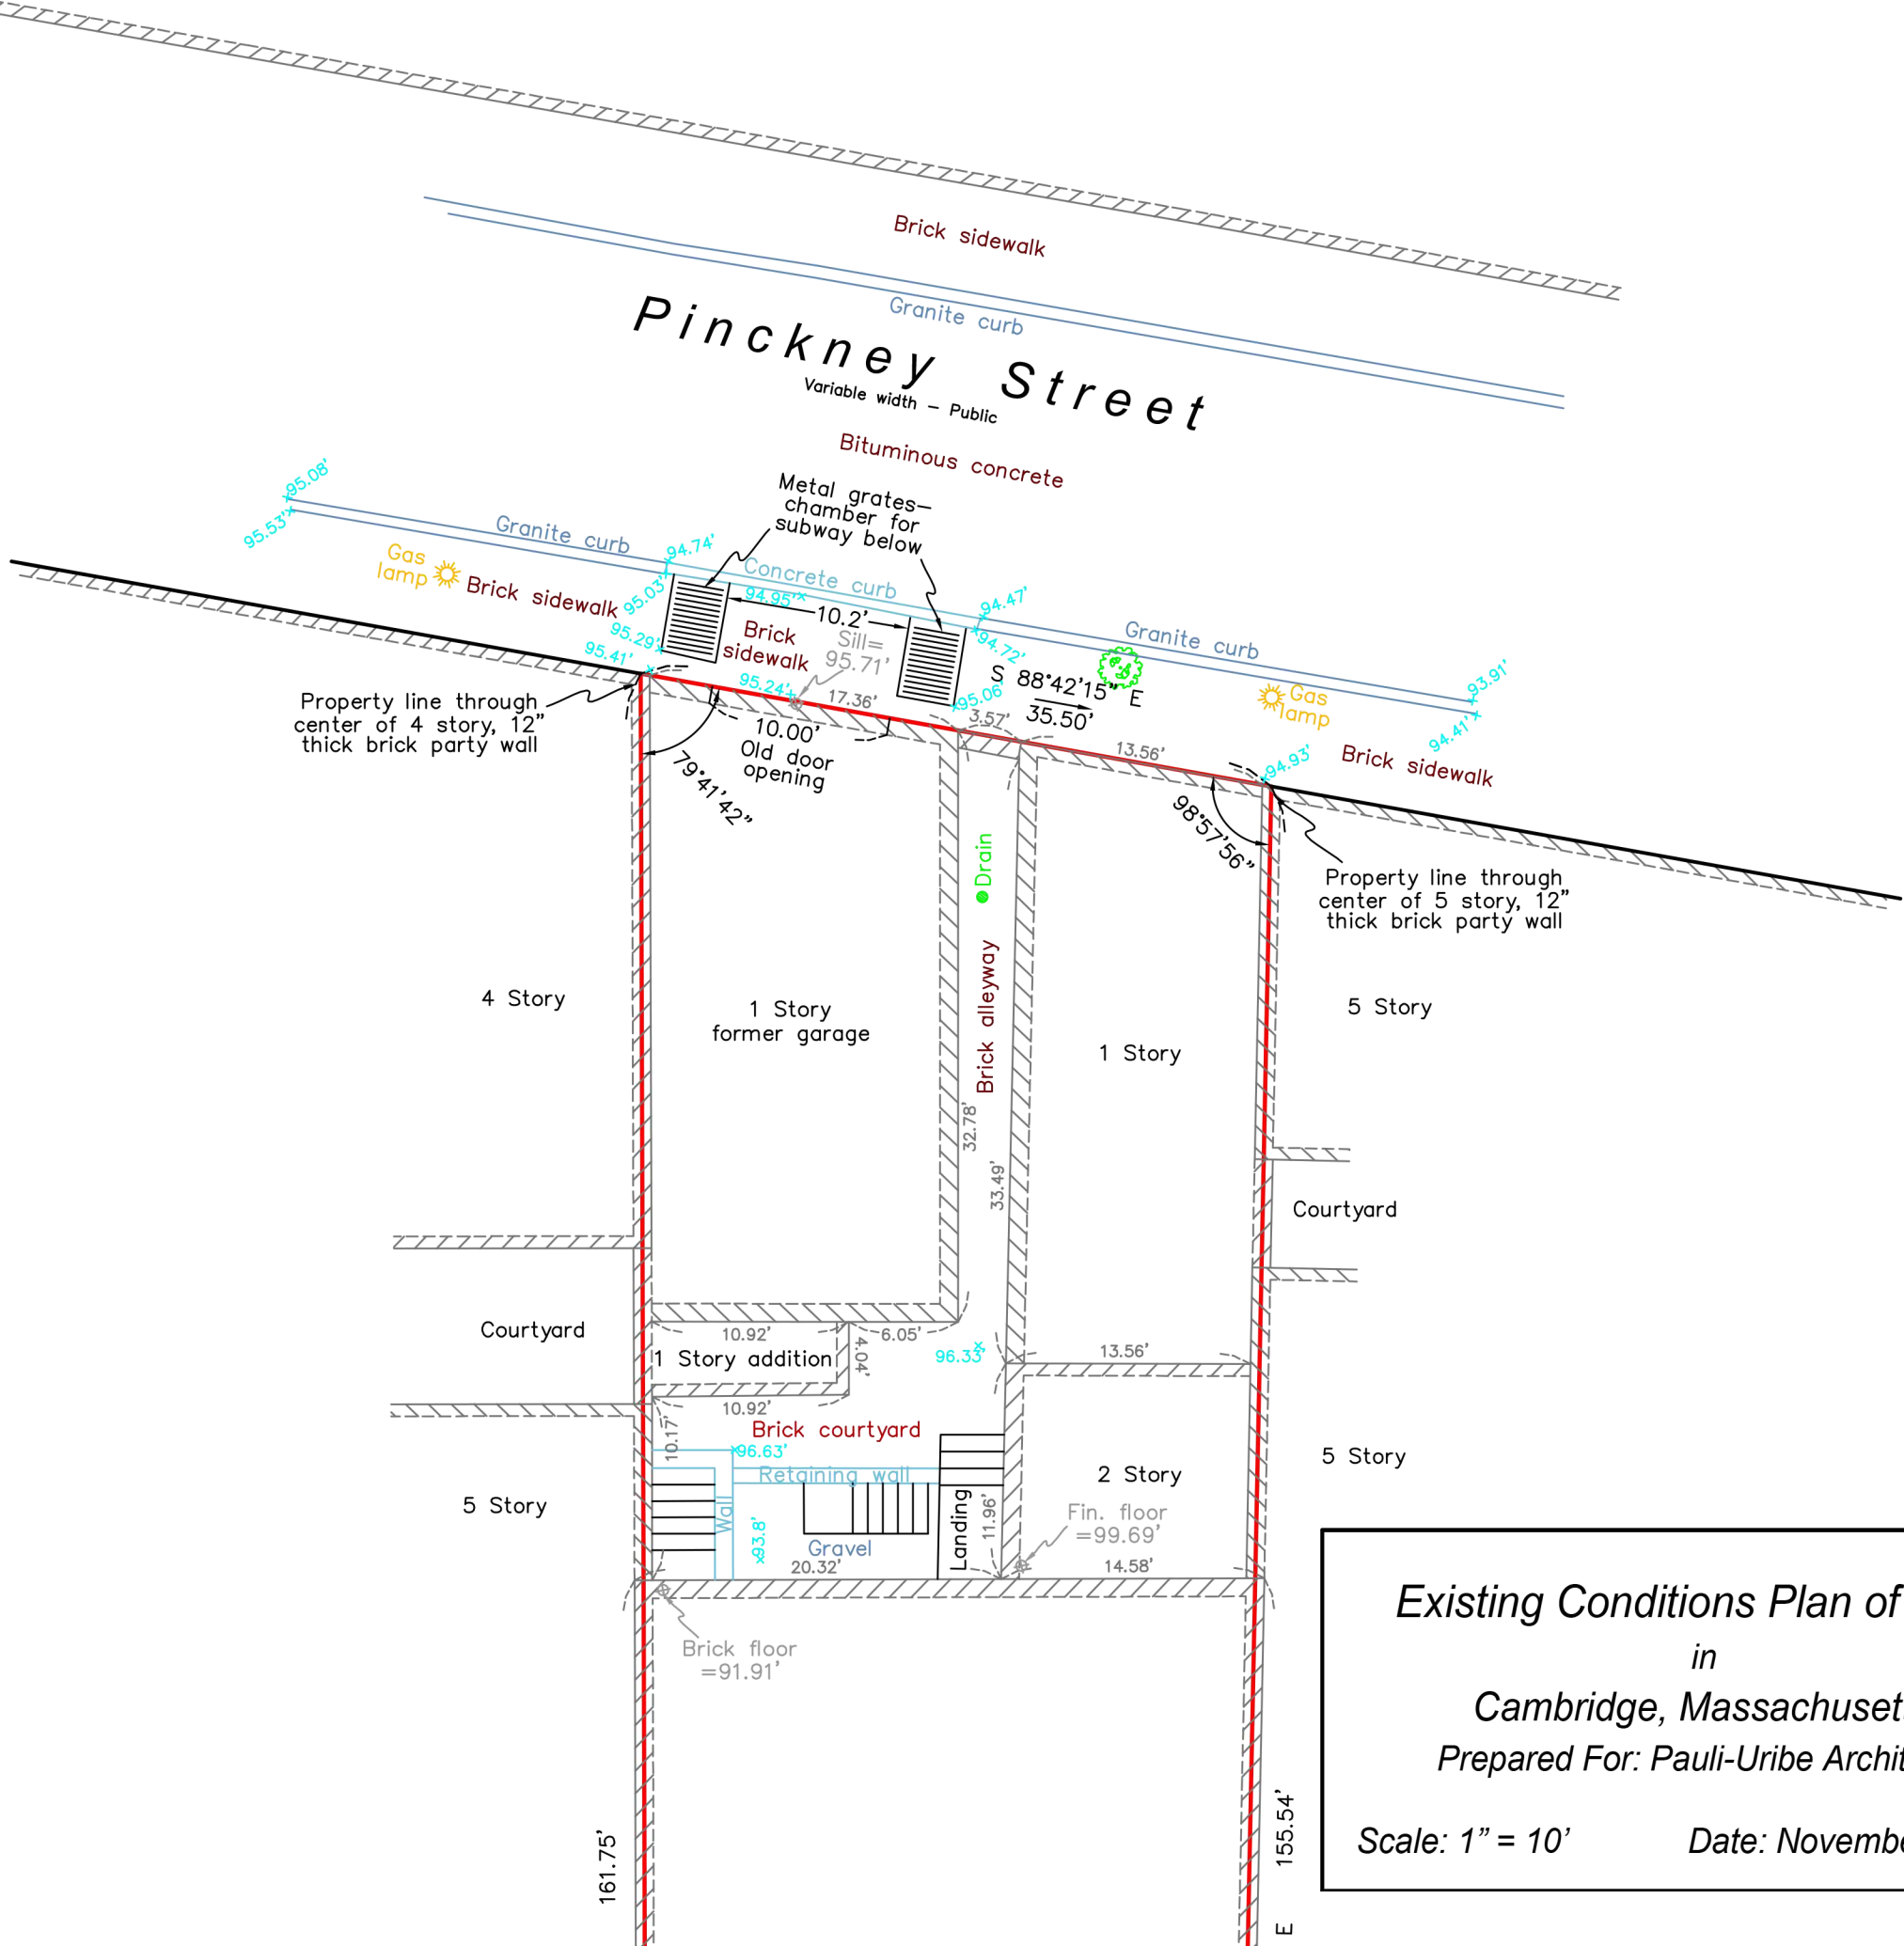 Brick sidewalk
Granite curb
Pinckney Street
Variable width – Public
Bituminous concrete
Metal grates–
chamber for
subway below
95.08'
95.53'
Granite curb
94.74'
Gas
lamp
Brick sidewalk
95.03'
Concrete curb
94.95'
10.2'
94.47'
94.72'
Granite curb
95.29'
95.41'
Brick
sidewalk
Sill=
95.71'
95.24'
17.36'
95.06'
S 88°42'15" E
35.50'
8.5"
Gas
lamp
93.91'
94.41'
Property line through
center of 4 story, 12"
thick brick party wall
10.00'
Old door
opening
79°41'42"
3.57'
13.56'
94.93'
Brick sidewalk
98°57'56"
Property line through
center of 5 story, 12"
thick brick party wall
Drain
4 Story
1 Story
former garage
Brick alleyway
1 Story
5 Story
32.78'
33.49'
Courtyard
Courtyard
10.92'
6.05'
1 Story addition
4.04'
96.33'
13.56'
10.92'
10.17'
Brick courtyard
96.63'
Retaining wall
2 Story
5 Story
5 Story
Wall
93.8'
Gravel
20.32'
Landing
11.96'
Fin. floor
=99.69'
14.58'
Brick floor
=91.91'
161.75'
155.54'
E
Existing Conditions Plan of
in
Cambridge, Massachuset
Prepared For: Pauli-Uribe Archit
Scale: 1" = 10' Date: Novembe